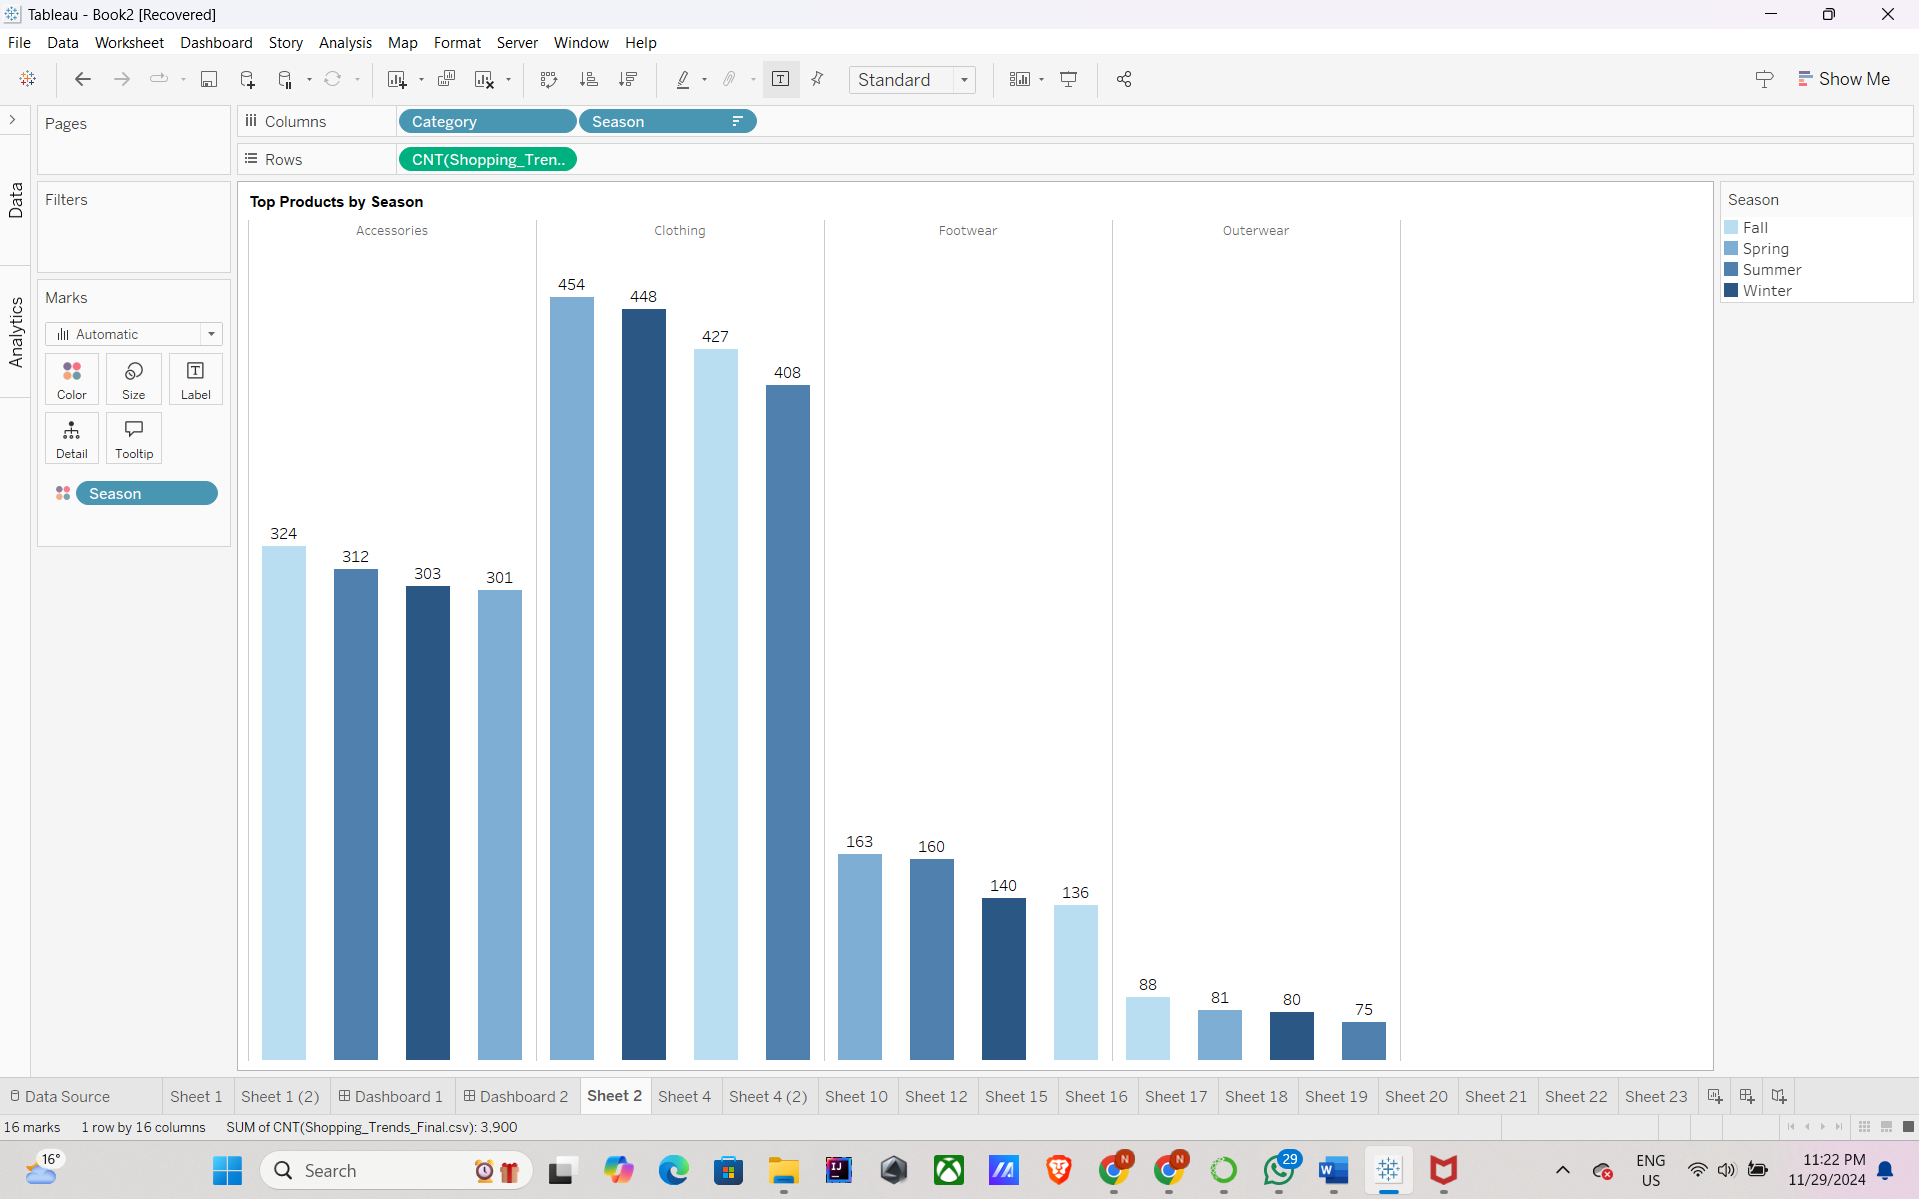 Tableau - Book2 [Recovered]
File Data Worksheet Dashboard Story Analysis Map Format Server Window Help
Standard
Show Me
Pages
Columns
Category
Season
Rows
CNT(Shopping_Tren..
Data
Analytics
Filters
Marks
Automatic
Color
Size
Label
Detail
Tooltip
Season
Top Products by Season
Accessories
Clothing
Footwear
Outerwear
324
312
303
301
454
448
427
408
163
160
140
136
88
81
80
75
Season
Fall
Spring
Summer
Winter
Data Source
Sheet 1
Sheet 1 (2)
Dashboard 1
Dashboard 2
Sheet 2
Sheet 4
Sheet 4 (2)
Sheet 10
Sheet 12
Sheet 15
Sheet 16
Sheet 17
Sheet 18
Sheet 19
Sheet 20
Sheet 21
Sheet 22
Sheet 23
16 marks
1 row by 16 columns
SUM of CNT(Shopping_Trends_Final.csv): 3,900
16°
Search
N
N
29
ENG
US
11:22 PM
11/29/2024